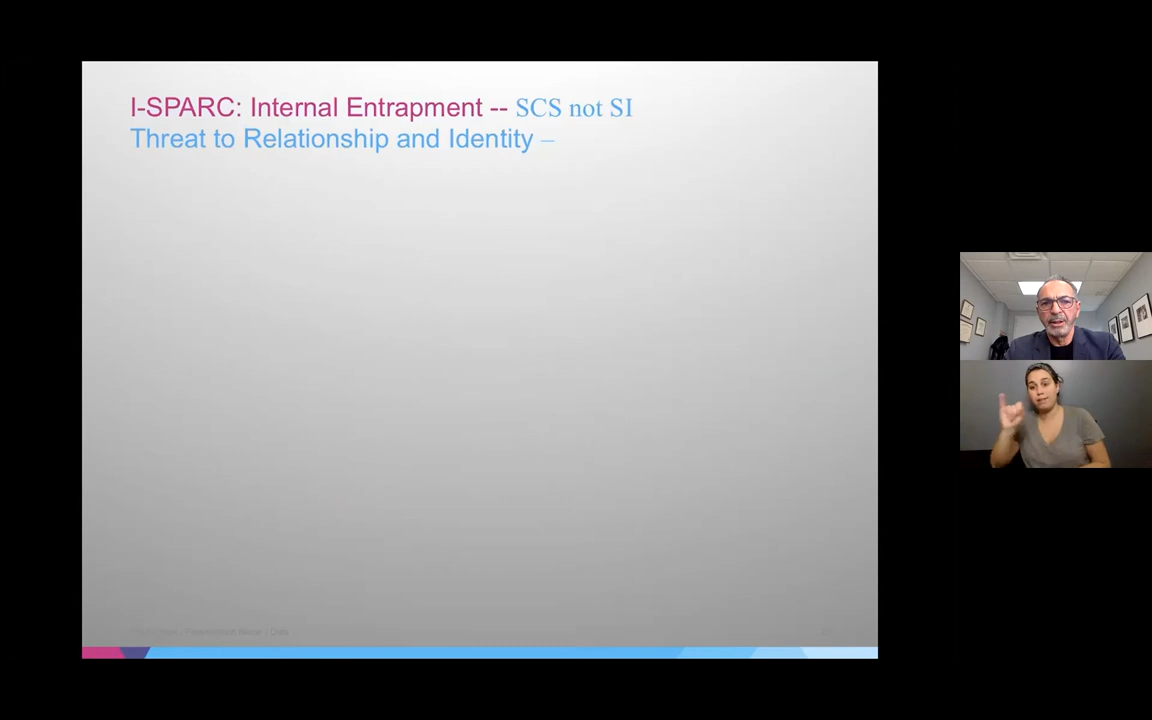 I-SPARC: Internal Entrapment -- SCS not SI
Threat to Relationship and Identity –